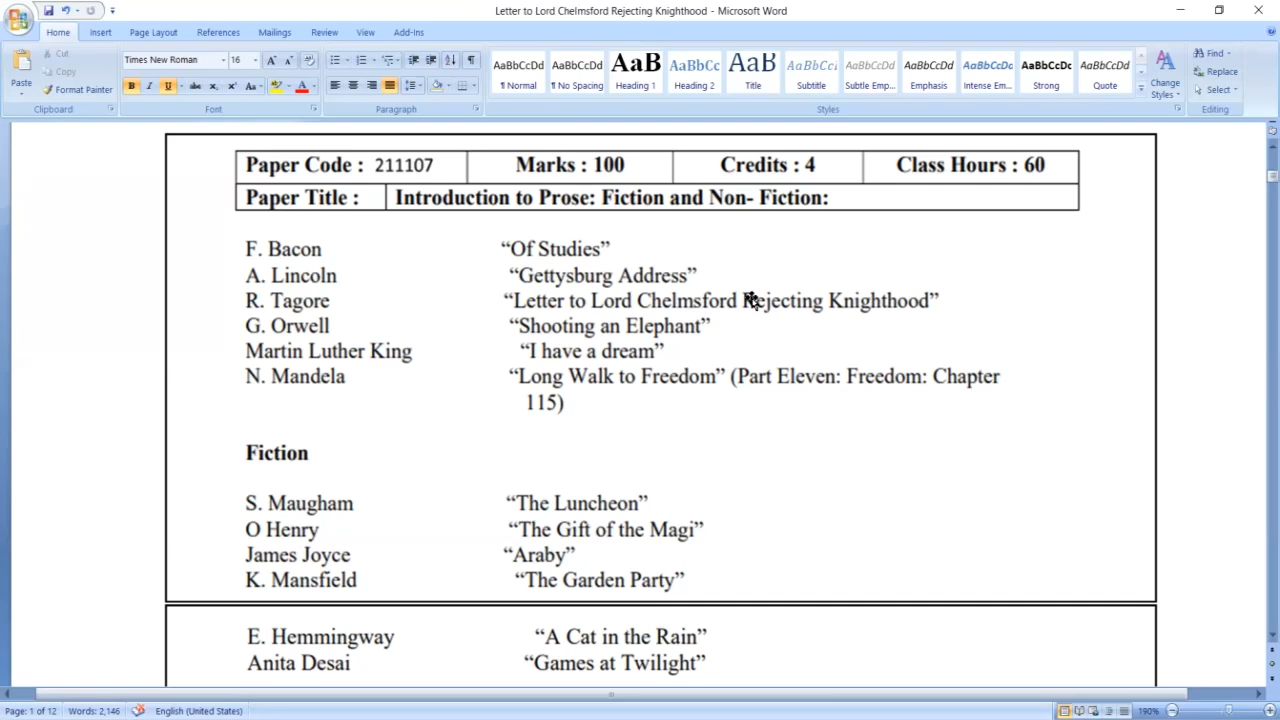 Letter to Lord Chelmsford Rejecting Knighthood - Microsoft Word
Home Insert Page Layout References Mailings Review View Add-Ins
Paste
Cut
Copy
Format Painter
Clipboard
Times New Roman 16
Font
Paragraph
AaBbCcDd AaBbCcDd AaBbC AaBbCc AaB AaBbCcI AaBbCcDd AaBbCcDd AaBbCcDc AaBbCcDc AaBbCcDd
¶ Normal ¶ No Spacing Heading 1 Heading 2 Title Subtitle Subtle Emp... Emphasis Intense Em... Strong Quote
Change Styles
Styles
Find
Replace
Select
Editing
Paper Code : 211107 Marks : 100 Credits : 4 Class Hours : 60
Paper Title : Introduction to Prose: Fiction and Non- Fiction:
F. Bacon “Of Studies”
A. Lincoln “Gettysburg Address”
R. Tagore “Letter to Lord Chelmsford Rejecting Knighthood”
G. Orwell “Shooting an Elephant”
Martin Luther King “I have a dream”
N. Mandela “Long Walk to Freedom” (Part Eleven: Freedom: Chapter
115)
Fiction
S. Maugham “The Luncheon”
O Henry “The Gift of the Magi”
James Joyce “Araby”
K. Mansfield “The Garden Party”
E. Hemmingway “A Cat in the Rain”
Anita Desai “Games at Twilight”
Page: 1 of 12 Words: 2,146 English (United States) 190%